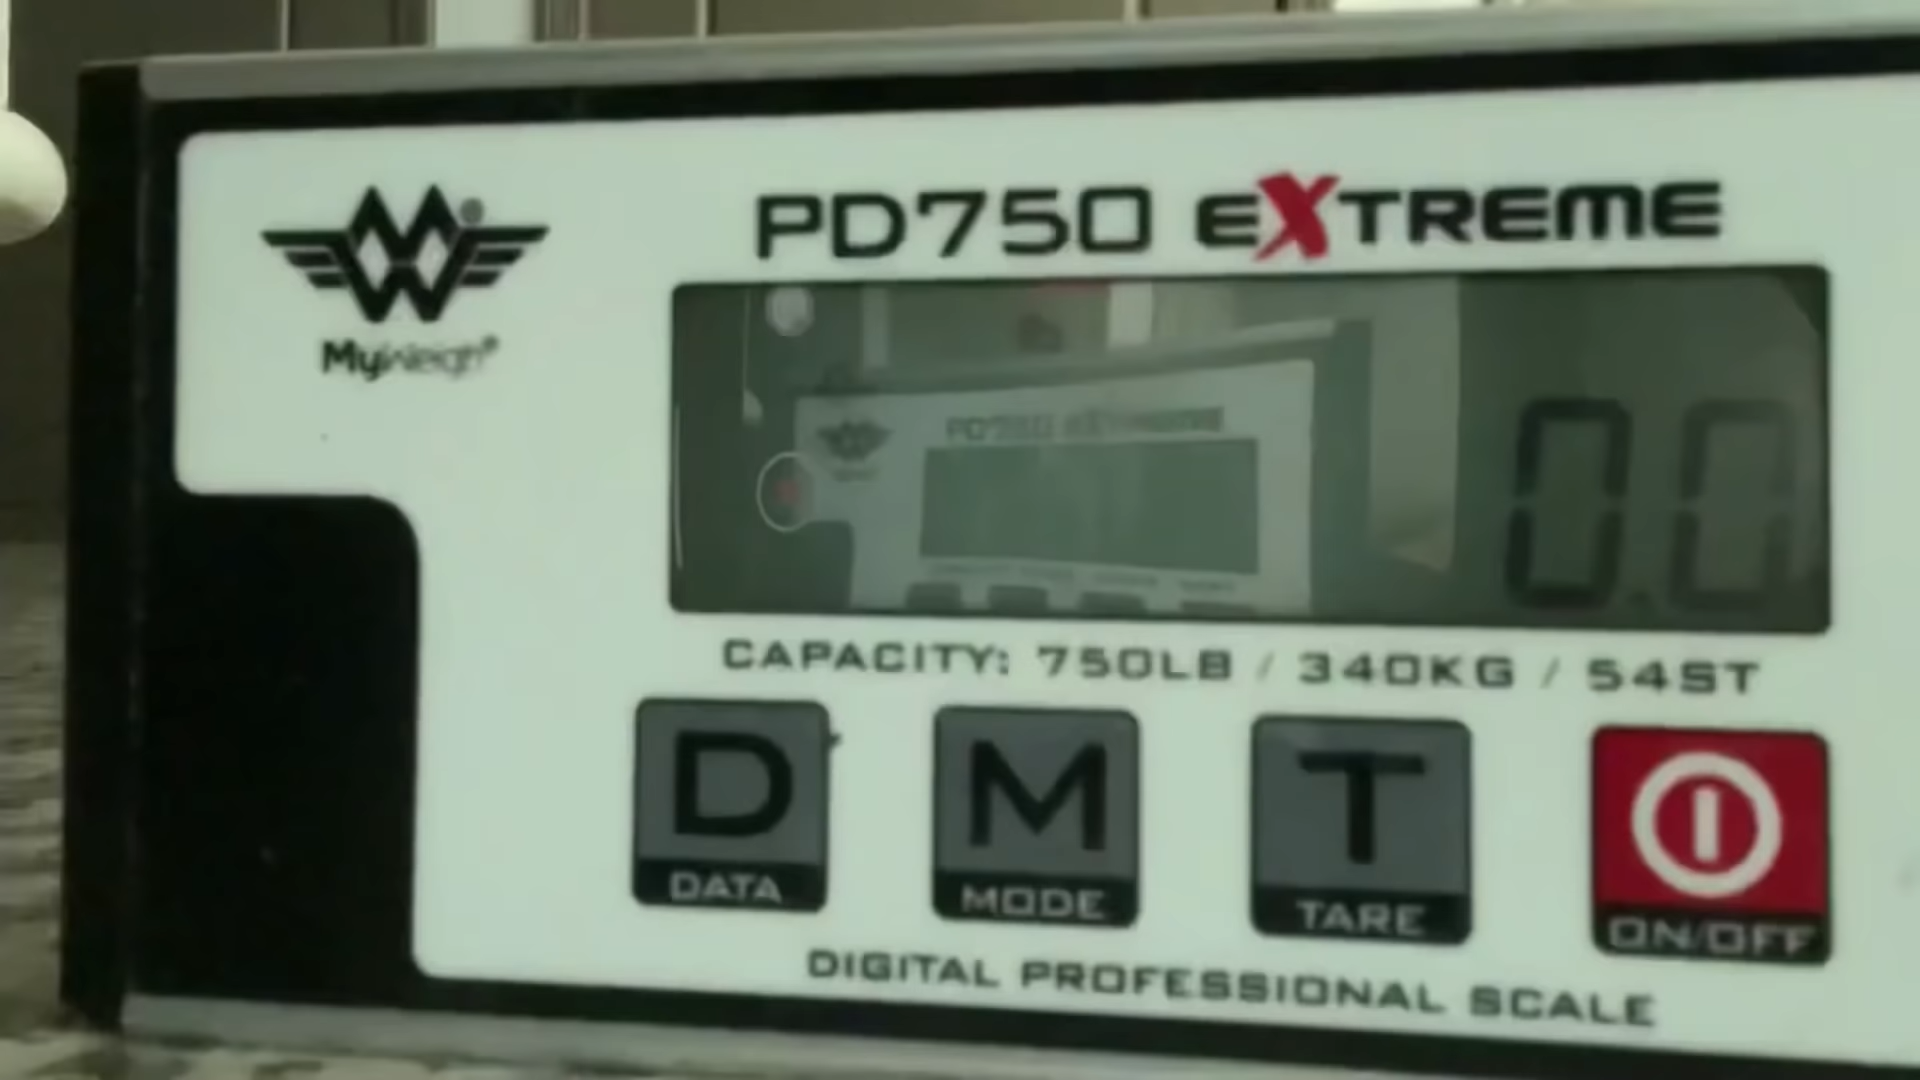 PD750 EXTREME
MyWeigh®
0.0
CAPACITY: 750LB / 340KG / 54ST
D M T
DATA MODE TARE ON/OFF
DIGITAL PROFESSIONAL SCALE